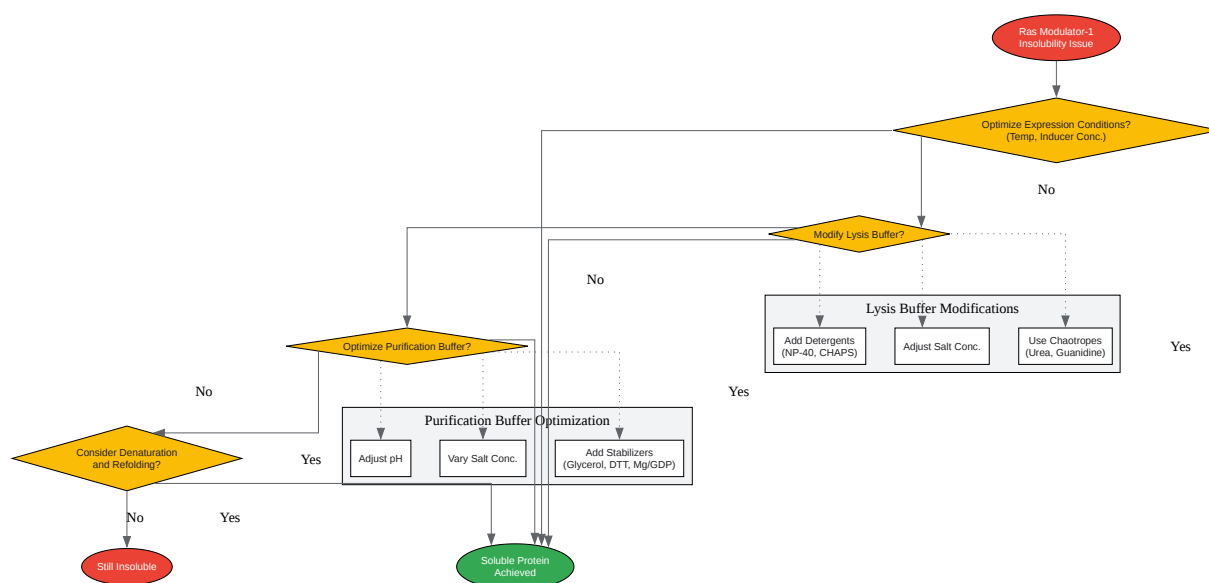 Ras Modulator-1
Insolubility Issue
Optimize Expression Conditions?
(Temp, Inducer Conc.)
No
Modify Lysis Buffer?
No
Lysis Buffer Modifications
Add Detergents
(NP-40, CHAPS)
Adjust Salt Conc.
Use Chaotropes
(Urea, Guanidine)
Yes
Optimize Purification Buffer?
No
Yes
Purification Buffer Optimization
Adjust pH
Vary Salt Conc.
Add Stabilizers
(Glycerol, DTT, Mg/GDP)
Consider Denaturation
and Refolding?
Yes
No
Yes
Still Insoluble
Soluble Protein
Achieved